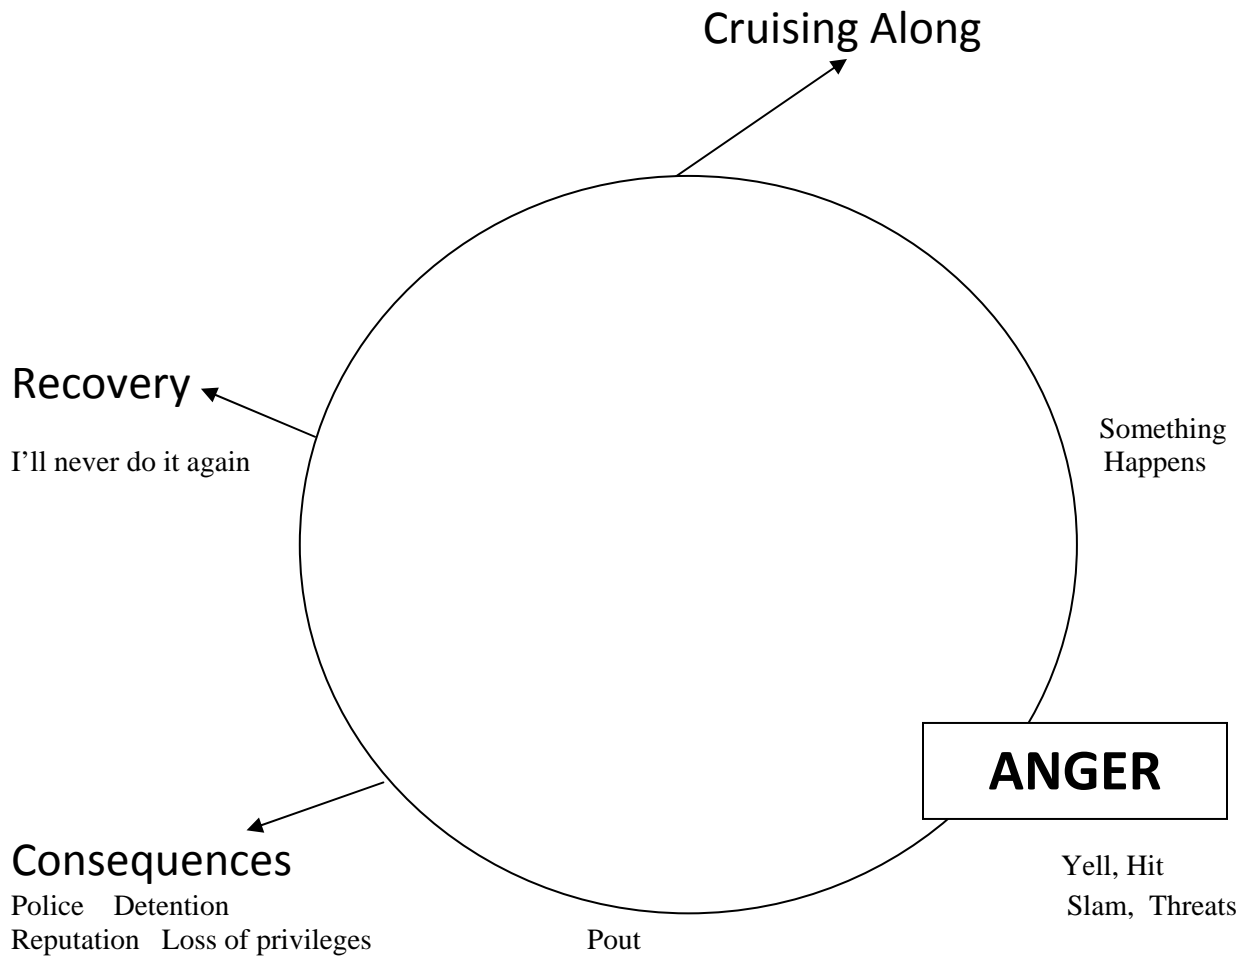 Cruising Along
Recovery
I'll never do it again
Something
Happens
ANGER
Consequences
Police Detention
Reputation Loss of privileges
Yell, Hit
Slam, Threats
Pout